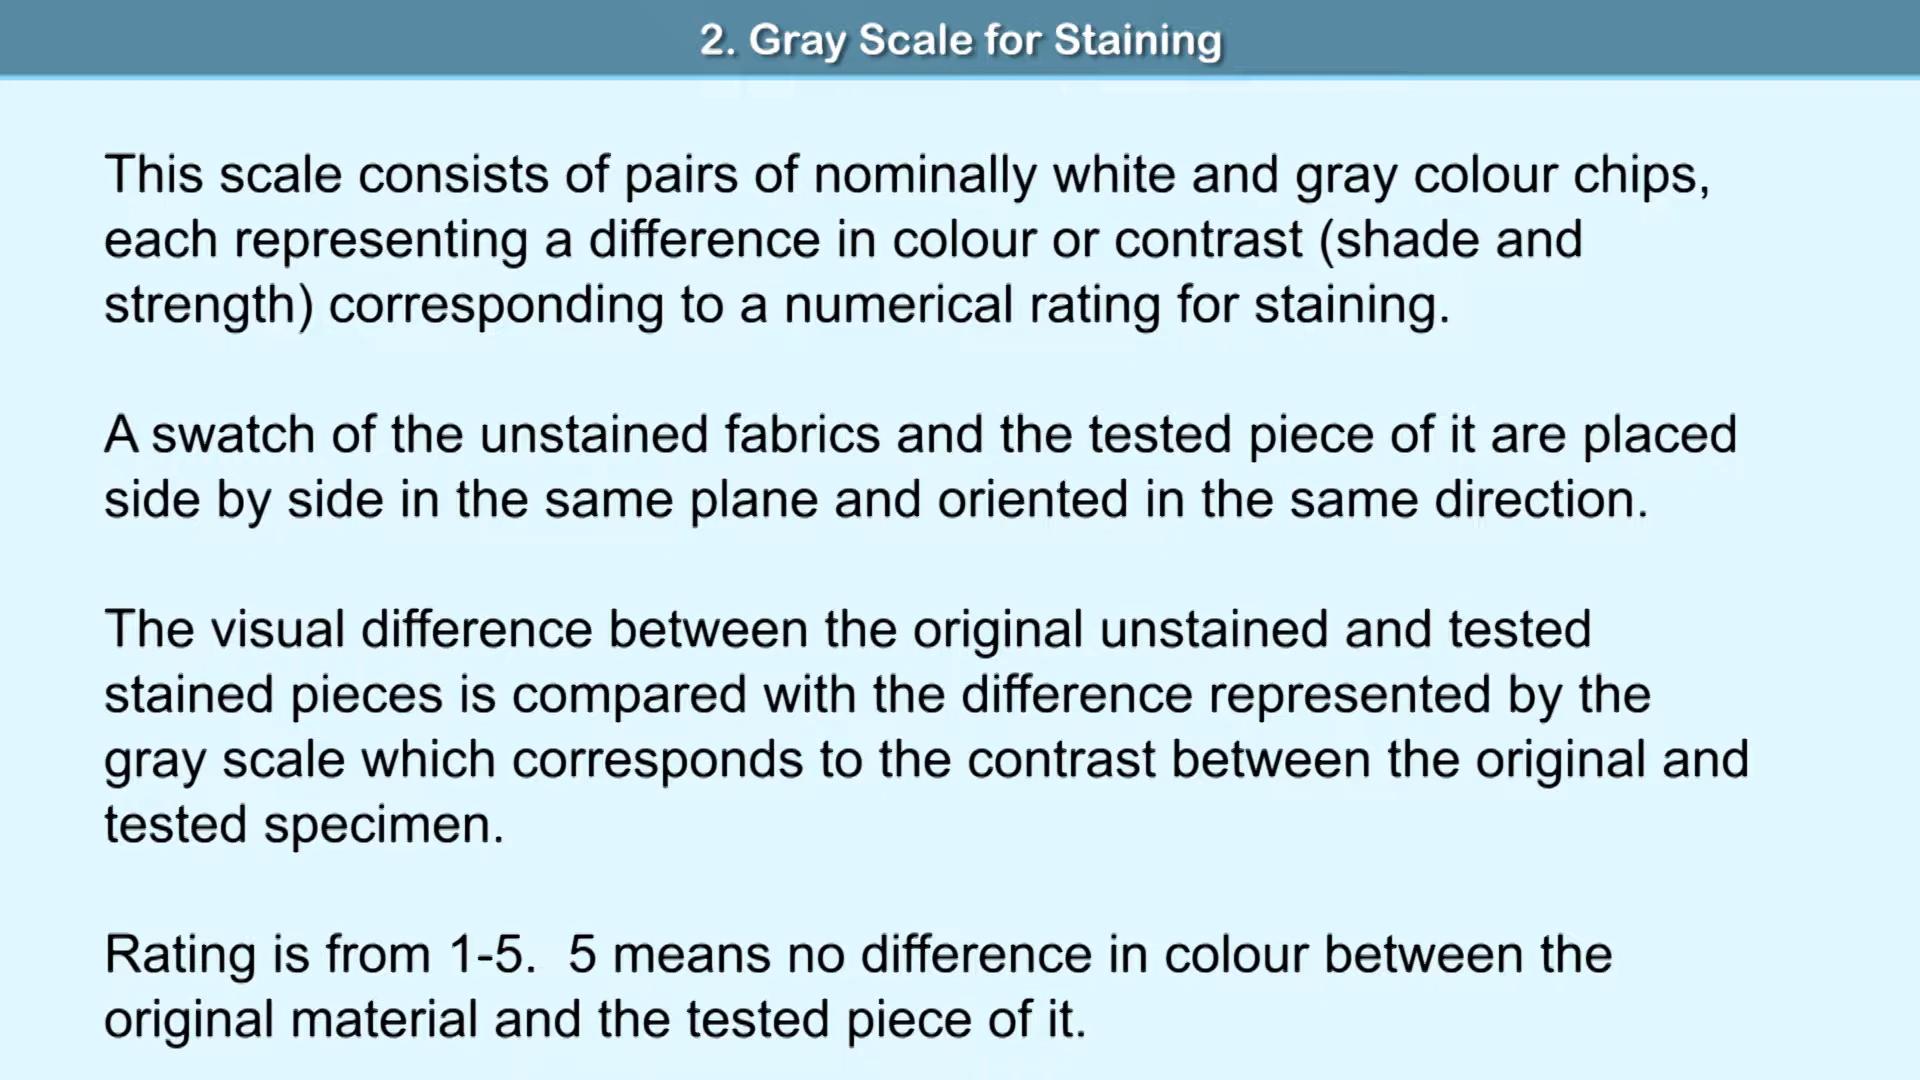 2. Gray Scale for Staining
This scale consists of pairs of nominally white and gray colour chips,
each representing a difference in colour or contrast (shade and
strength) corresponding to a numerical rating for staining.
A swatch of the unstained fabrics and the tested piece of it are placed
side by side in the same plane and oriented in the same direction.
The visual difference between the original unstained and tested
stained pieces is compared with the difference represented by the
gray scale which corresponds to the contrast between the original and
tested specimen.
Rating is from 1-5.  5 means no difference in colour between the
original material and the tested piece of it.